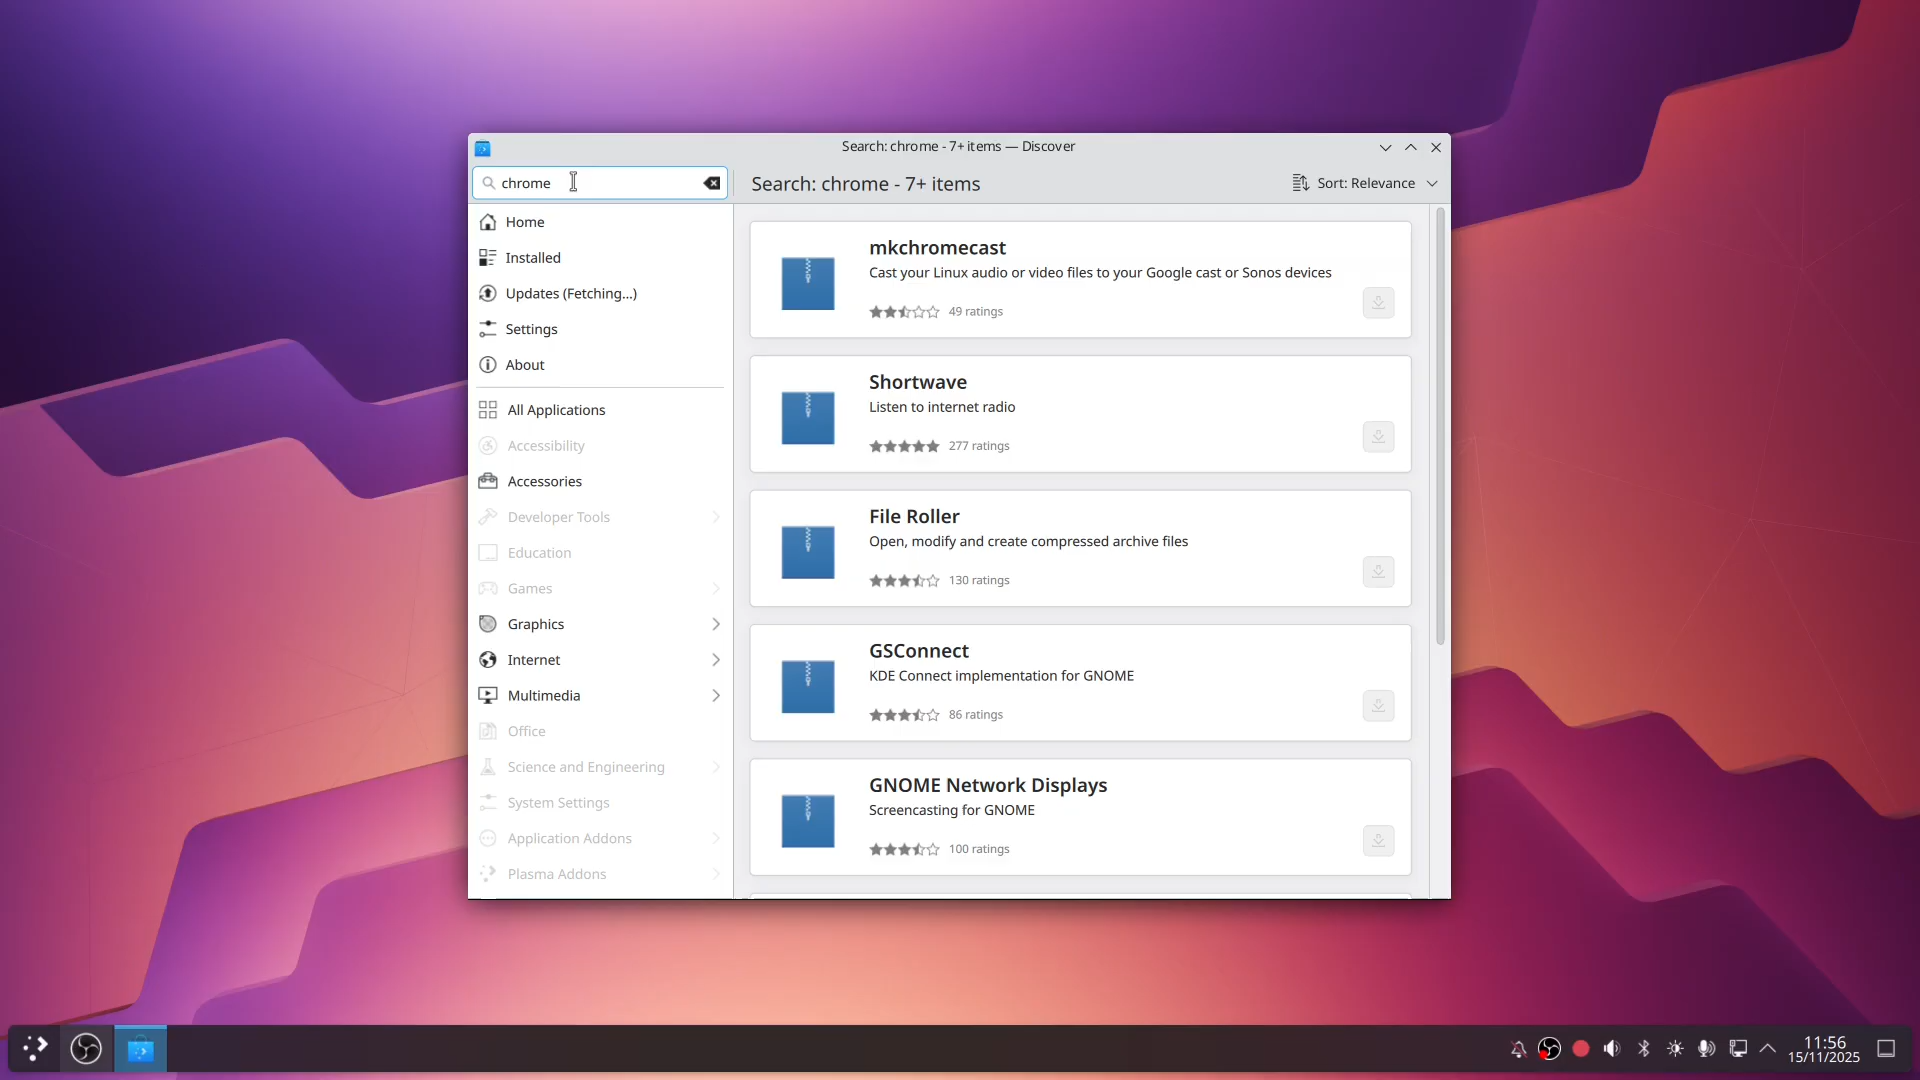 Search: chrome - 7+ items — Discover
chrome
Search: chrome - 7+ items
Sort: Relevance
Home
Installed
Updates (Fetching...)
Settings
About
All Applications
Accessibility
Accessories
Developer Tools
Education
Games
Graphics
Internet
Multimedia
Office
Science and Engineering
System Settings
Application Addons
Plasma Addons
mkchromecast
Cast your Linux audio or video files to your Google cast or Sonos devices
49 ratings
Shortwave
Listen to internet radio
277 ratings
File Roller
Open, modify and create compressed archive files
130 ratings
GSConnect
KDE Connect implementation for GNOME
86 ratings
GNOME Network Displays
Screencasting for GNOME
100 ratings
11:56
15/11/2025